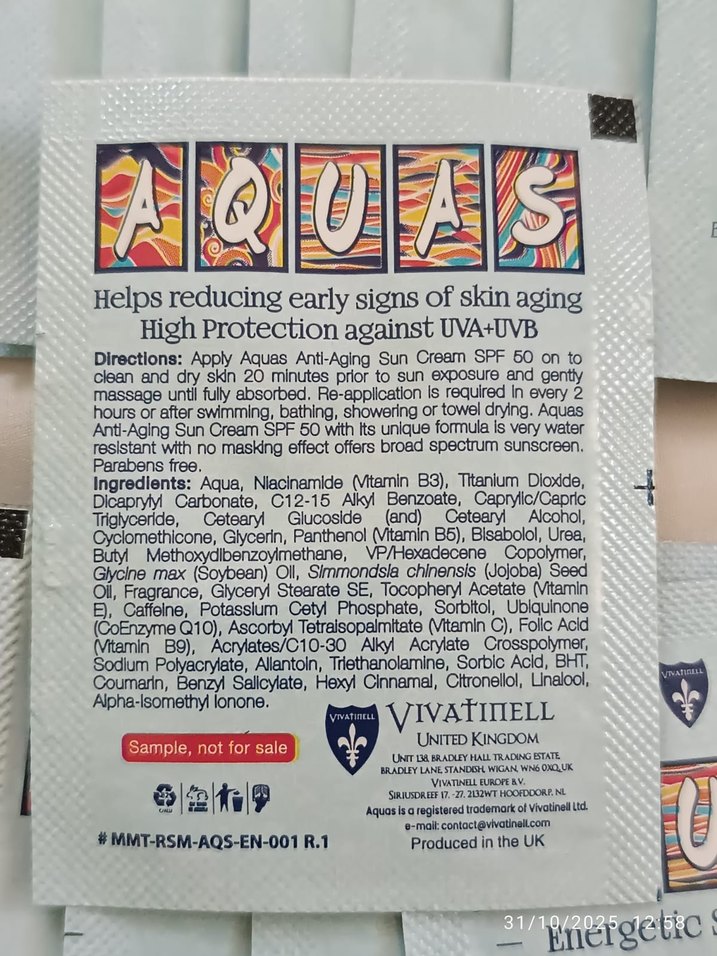 AQUAS
Helps reducing early signs of skin aging
High Protection against UVA+UVB
Directions: Apply Aquas Anti-Aging Sun Cream SPF 50 on to
clean and dry skin 20 minutes prior to sun exposure and gently
massage until fully absorbed. Re-application is required in every 2
hours or after swimming, bathing, showering or towel drying. Aquas
Anti-Aging Sun Cream SPF 50 with its unique formula is very water
resistant with no masking effect offers broad spectrum sunscreen.
Parabens free.
Ingredients: Aqua, Niacinamide (Vitamin B3), Titanium Dioxide,
Dicaprylyl Carbonate, C12-15 Alkyl Benzoate, Caprylic/Capric
Triglyceride, Cetearyl Glucoside (and) Cetearyl Alcohol,
Cyclomethicone, Glycerin, Panthenol (Vitamin B5), Bisabolol, Urea,
Butyl Methoxydibenzoylmethane, VP/Hexadecene Copolymer,
Glycine max (Soybean) Oil, Simmondsia chinensis (Jojoba) Seed
Oil, Fragrance, Glyceryl Stearate SE, Tocopheryl Acetate (Vitamin
E), Caffeine, Potassium Cetyl Phosphate, Sorbitol, Ubiquinone
(CoEnzyme Q10), Ascorbyl Tetraisopalmitate (Vitamin C), Folic Acid
(Vitamin B9), Acrylates/C10-30 Alkyl Acrylate Crosspolymer,
Sodium Polyacrylate, Allantoin, Triethanolamine, Sorbic Acid, BHT,
Coumarin, Benzyl Salicylate, Hexyl Cinnamal, Citronellol, Linalool,
Alpha-Isomethyl Ionone.
VIVATINELL
VIVATINELL
UNITED KINGDOM
Sample, not for sale
UNIT 138, BRADLEY HALL TRADING ESTATE,
BRADLEY LANE, STANDISH, WIGAN, WN6 0XQ, UK
VIVATINELL EUROPE B.V.
SIRIUSDREEF 17, -27, 2132WT HOOFDDORP, NL
Aquas is a registered trademark of Vivatinell Ltd.
e-mail: contact@vivatinell.com
# MMT-RSM-AQS-EN-001 R.1
Produced in the UK
VIVATINELL
U
31/10/2025 12:58
— Energetic S